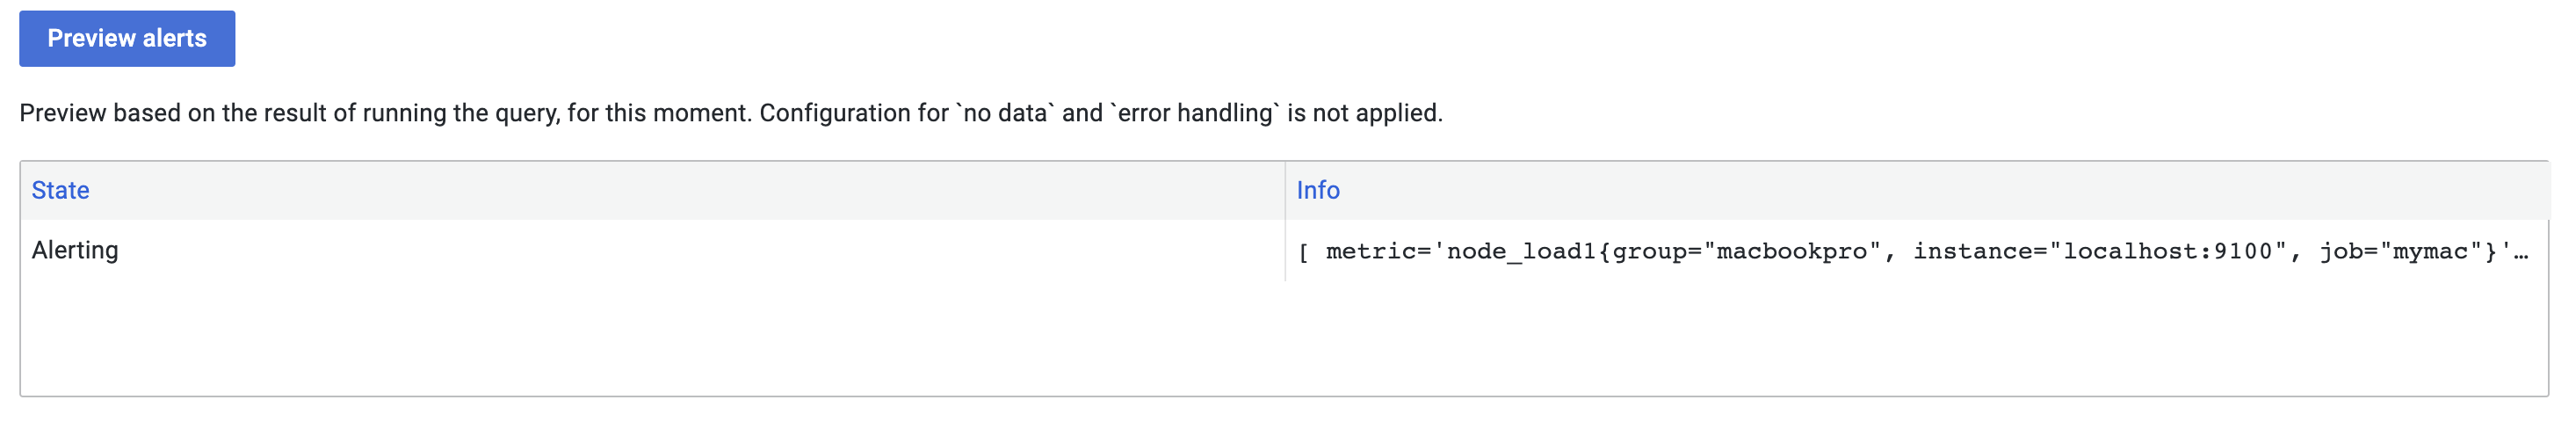 Preview alerts
Preview based on the result of running the query, for this moment. Configuration for `no data` and `error handling` is not applied.
State Info
Alerting [ metric='node_load1{group="macbookpro", instance="localhost:9100", job="mymac"}'…